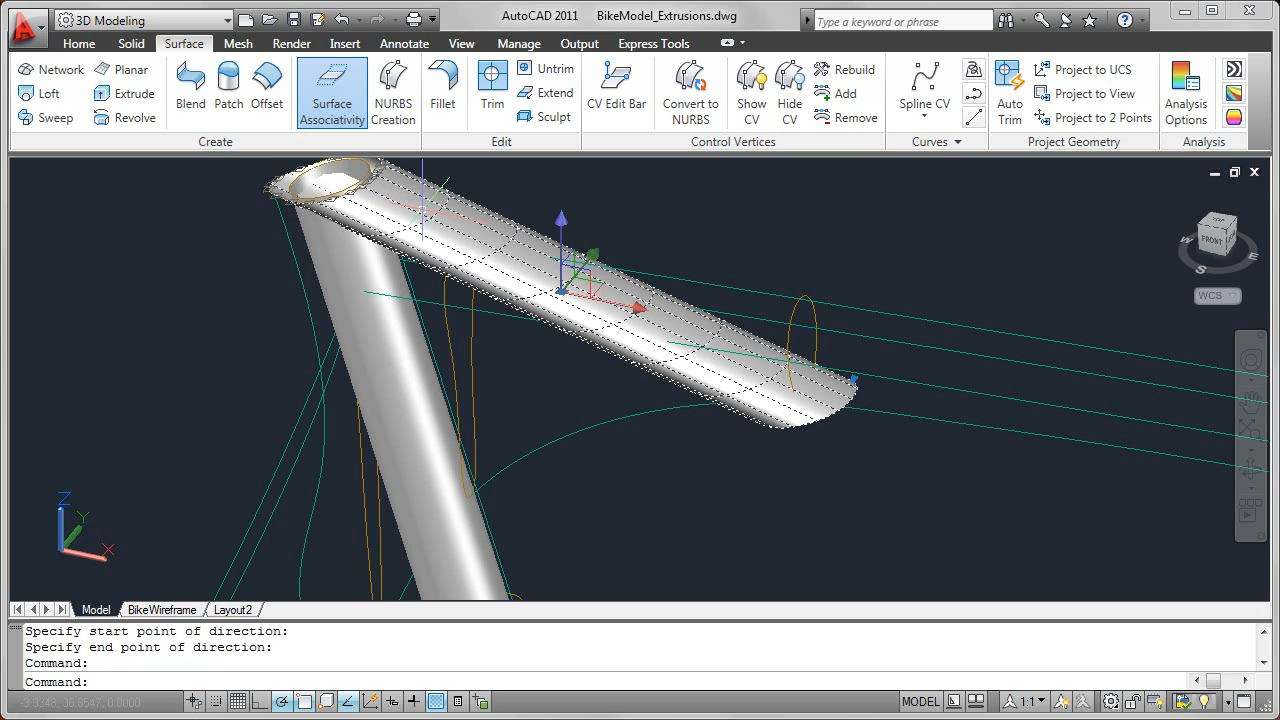 3D Modeling
AutoCAD 2011 BikeModel_Extrusions.dwg
Type a keyword or phrase
Home Solid Surface Mesh Render Insert Annotate View Manage Output Express Tools
Network Planar
Loft Extrude
Sweep Revolve
Blend Patch Offset
Surface Associativity
NURBS Creation
Create
Fillet Trim
Untrim
Extend
Sculpt
Edit
CV Edit Bar
Convert to NURBS
Show CV
Hide CV
Rebuild
Add
Remove
Control Vertices
Spline CV
Curves
Auto Trim
Project to UCS
Project to View
Project to 2 Points
Project Geometry
Analysis Options
Analysis
TOP
FRONT
W
S
E
WCS
Z
Y
X
Model BikeWireframe Layout2
Specify start point of direction:
Specify end point of direction:
Command:
Command:
MODEL
1:1